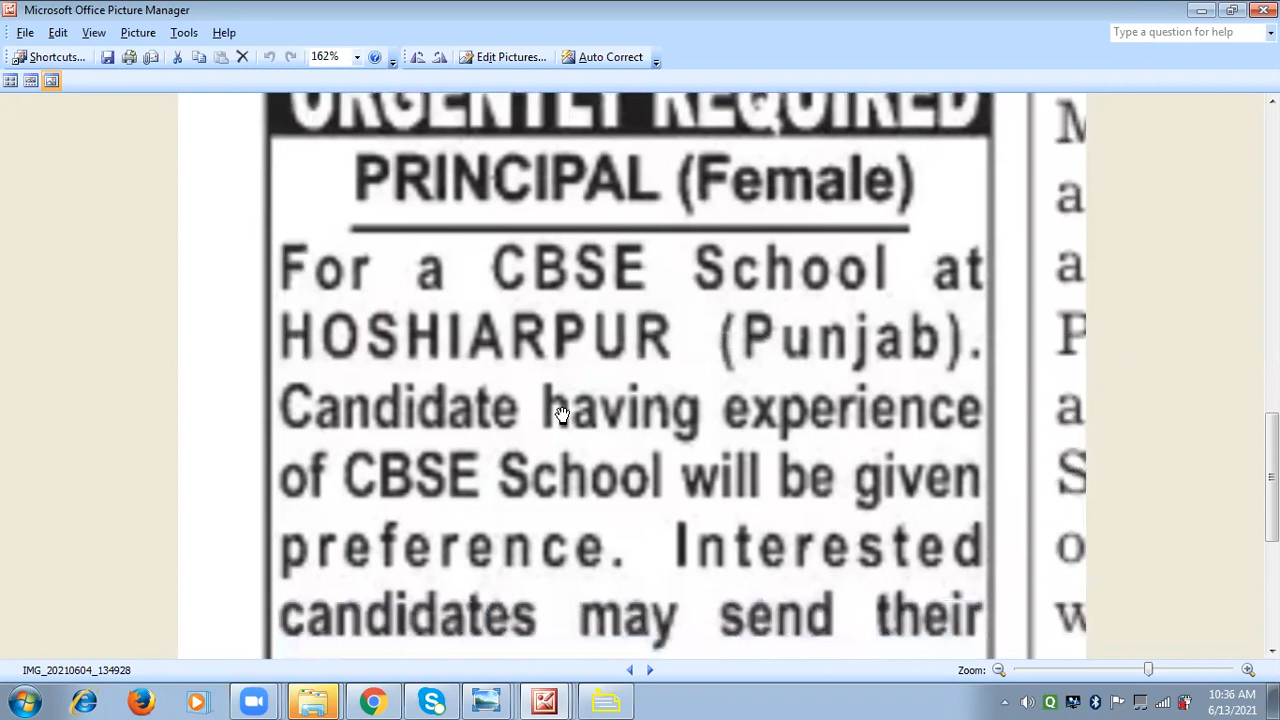 Microsoft Office Picture Manager
File Edit View Picture Tools Help
Type a question for help
Shortcuts... 162% Edit Pictures... Auto Correct
URGENTLY REQUIRED
PRINCIPAL (Female)
For a CBSE School at
HOSHIARPUR (Punjab).
Candidate having experience
of CBSE School will be given
preference. Interested
candidates may send their
M
a
a
P
a
S
o
w
IMG_20210604_134928
Zoom:
10:36 AM
6/13/2021